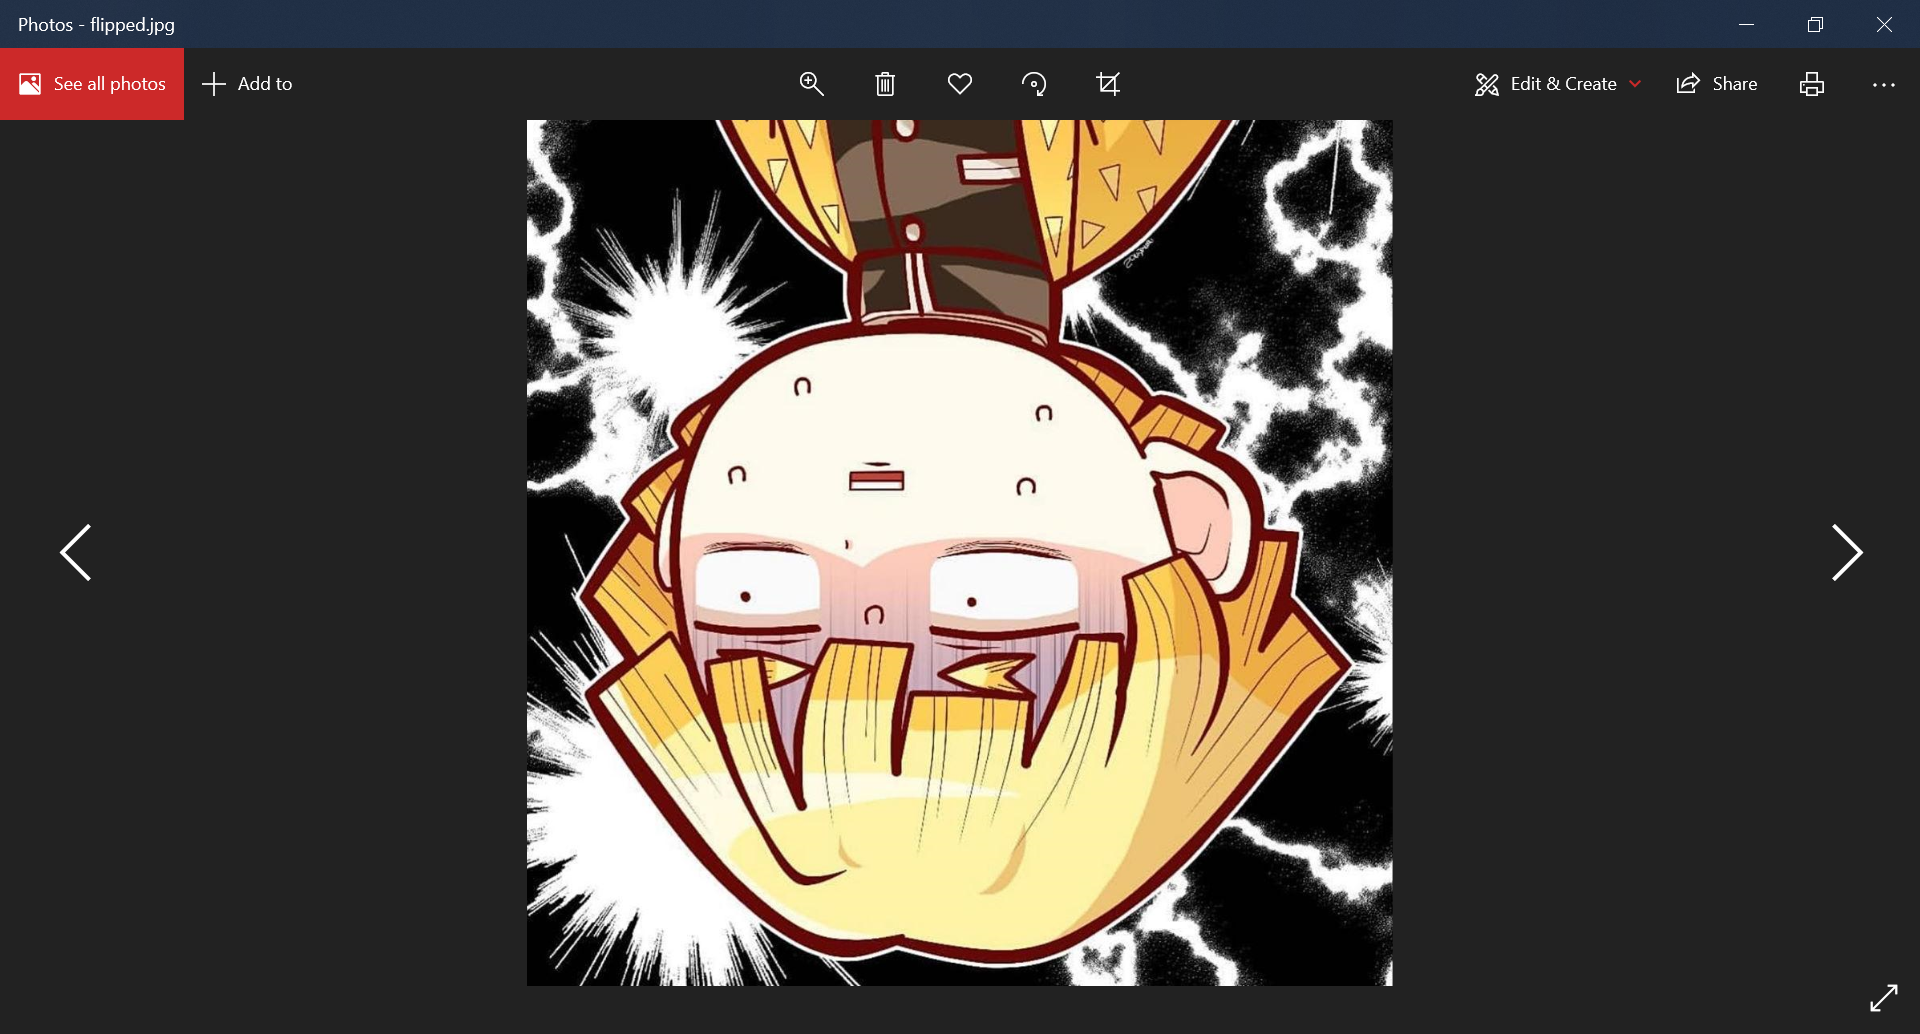 Photos - flipped.jpg
See all photos
Add to
Edit & Create
Share